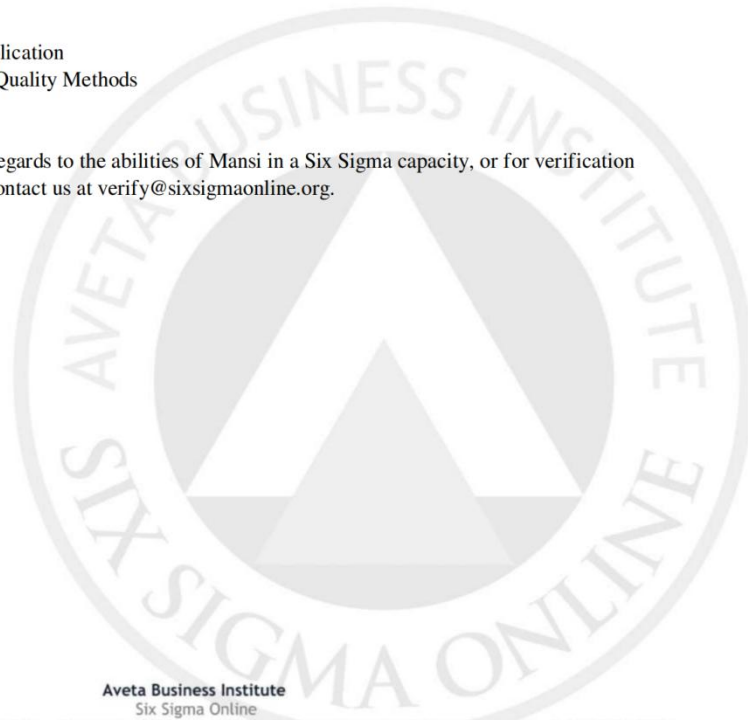 lication
Quality Methods
egards to the abilities of Mansi in a Six Sigma capacity, or for verification
ontact us at verify@sixsigmaonline.org.
AVETA BUSINESS INSTITUTE
SIX SIGMA ONLINE
Aveta Business Institute
Six Sigma Online